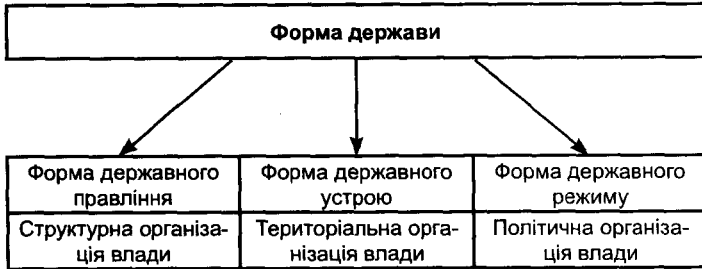 Форма держави
Форма державного
правління
Форма державного
устрою
Форма державного
режиму
Структурна організа-
ція влади
Територіальна орга-
нізація влади
Політична організа-
ція влади